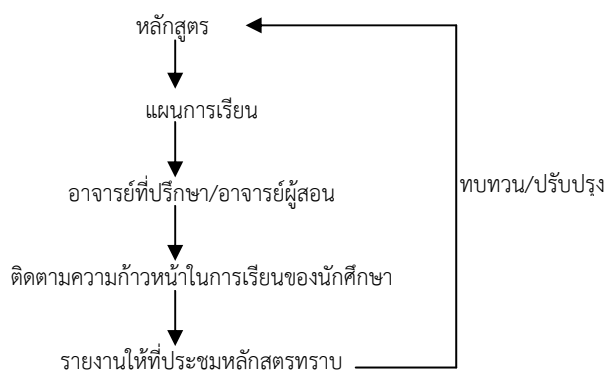 หลักสูตร
แผนการเรียน
อาจารย์ที่ปรึกษา/อาจารย์ผู้สอน
ทบทวน/ปรับปรุง
ติดตามความก้าวหน้าในการเรียนของนักศึกษา
รายงานให้ที่ประชุมหลักสูตรทราบ